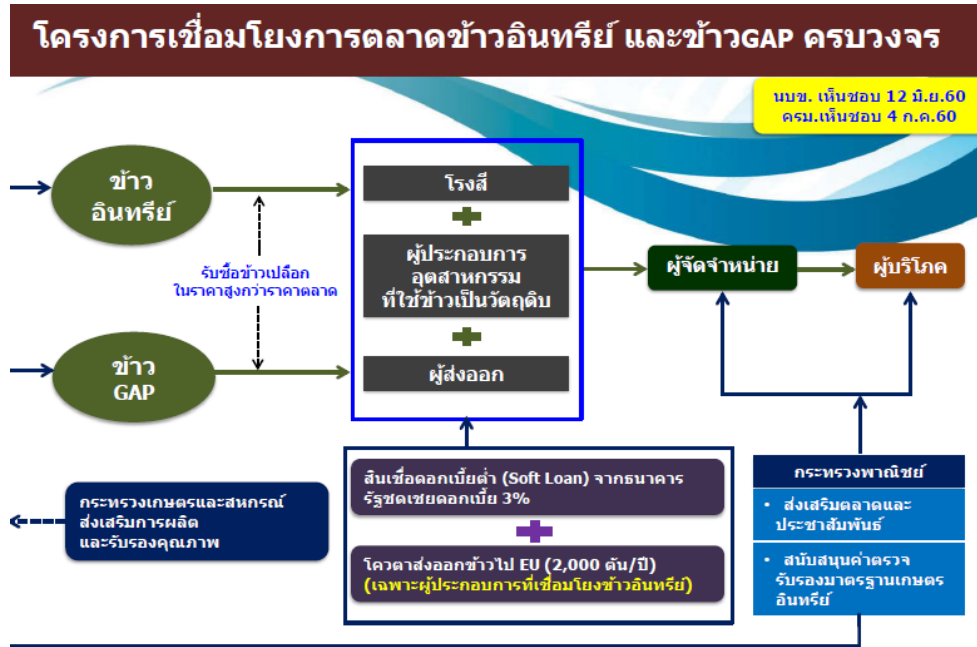 โครงการเชื่อมโยงการตลาดข้าวอินทรีย์ และข้าวGAP ครบวงจร
นบข. เห็นชอบ 12 มิ.ย.60
ครม.เห็นชอบ 4 ก.ค.60
ข้าว
อินทรีย์
รับซื้อข้าวเปลือก
ในราคาสูงกว่าราคาตลาด
ข้าว
GAP
โรงสี
ผู้ประกอบการ
อุตสาหกรรม
ที่ใช้ข้าวเป็นวัตถุดิบ
ผู้ส่งออก
ผู้จัดจำหน่าย
ผู้บริโภค
กระทรวงเกษตรและสหกรณ์
ส่งเสริมการผลิต
และรับรองคุณภาพ
สินเชื่อดอกเบี้ยต่ำ (Soft Loan) จากธนาคาร
รัฐชดเชยดอกเบี้ย 3%
โควตาส่งออกข้าวไป EU (2,000 ตัน/ปี)
(เฉพาะผู้ประกอบการที่เชื่อมโยงข้าวอินทรีย์)
กระทรวงพาณิชย์
• ส่งเสริมตลาดและ
ประชาสัมพันธ์
• สนับสนุนค่าตรวจ
รับรองมาตรฐานเกษตร
อินทรีย์